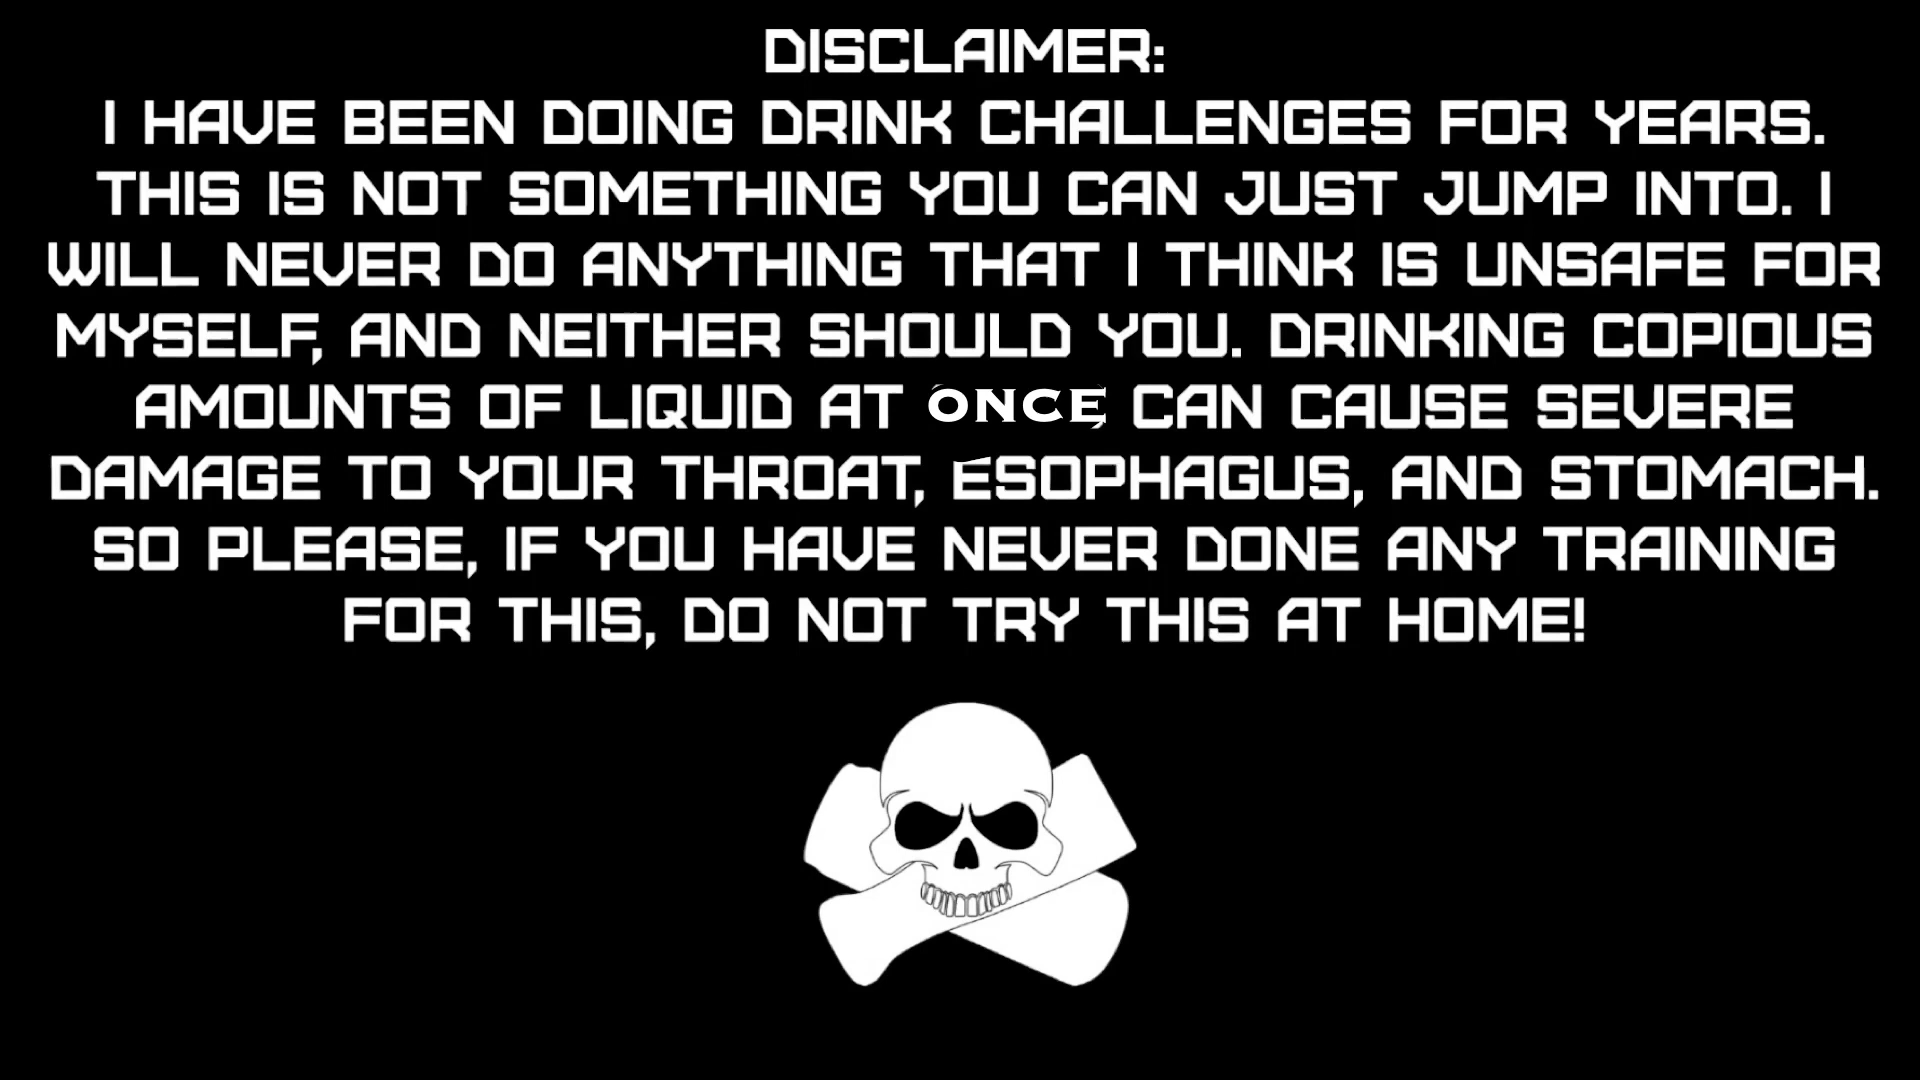 DISCLAIMER:
I HAVE BEEN DOING DRINK CHALLENGES FOR YEARS.
THIS IS NOT SOMETHING YOU CAN JUST JUMP INTO. I
WILL NEVER DO ANYTHING THAT I THINK IS UNSAFE FOR
MYSELF, AND NEITHER SHOULD YOU. DRINKING COPIOUS
AMOUNTS OF LIQUID AT ONCE, CAN CAUSE SEVERE
DAMAGE TO YOUR THROAT, ESOPHAGUS, AND STOMACH.
SO PLEASE, IF YOU HAVE NEVER DONE ANY TRAINING
FOR THIS, DO NOT TRY THIS AT HOME!